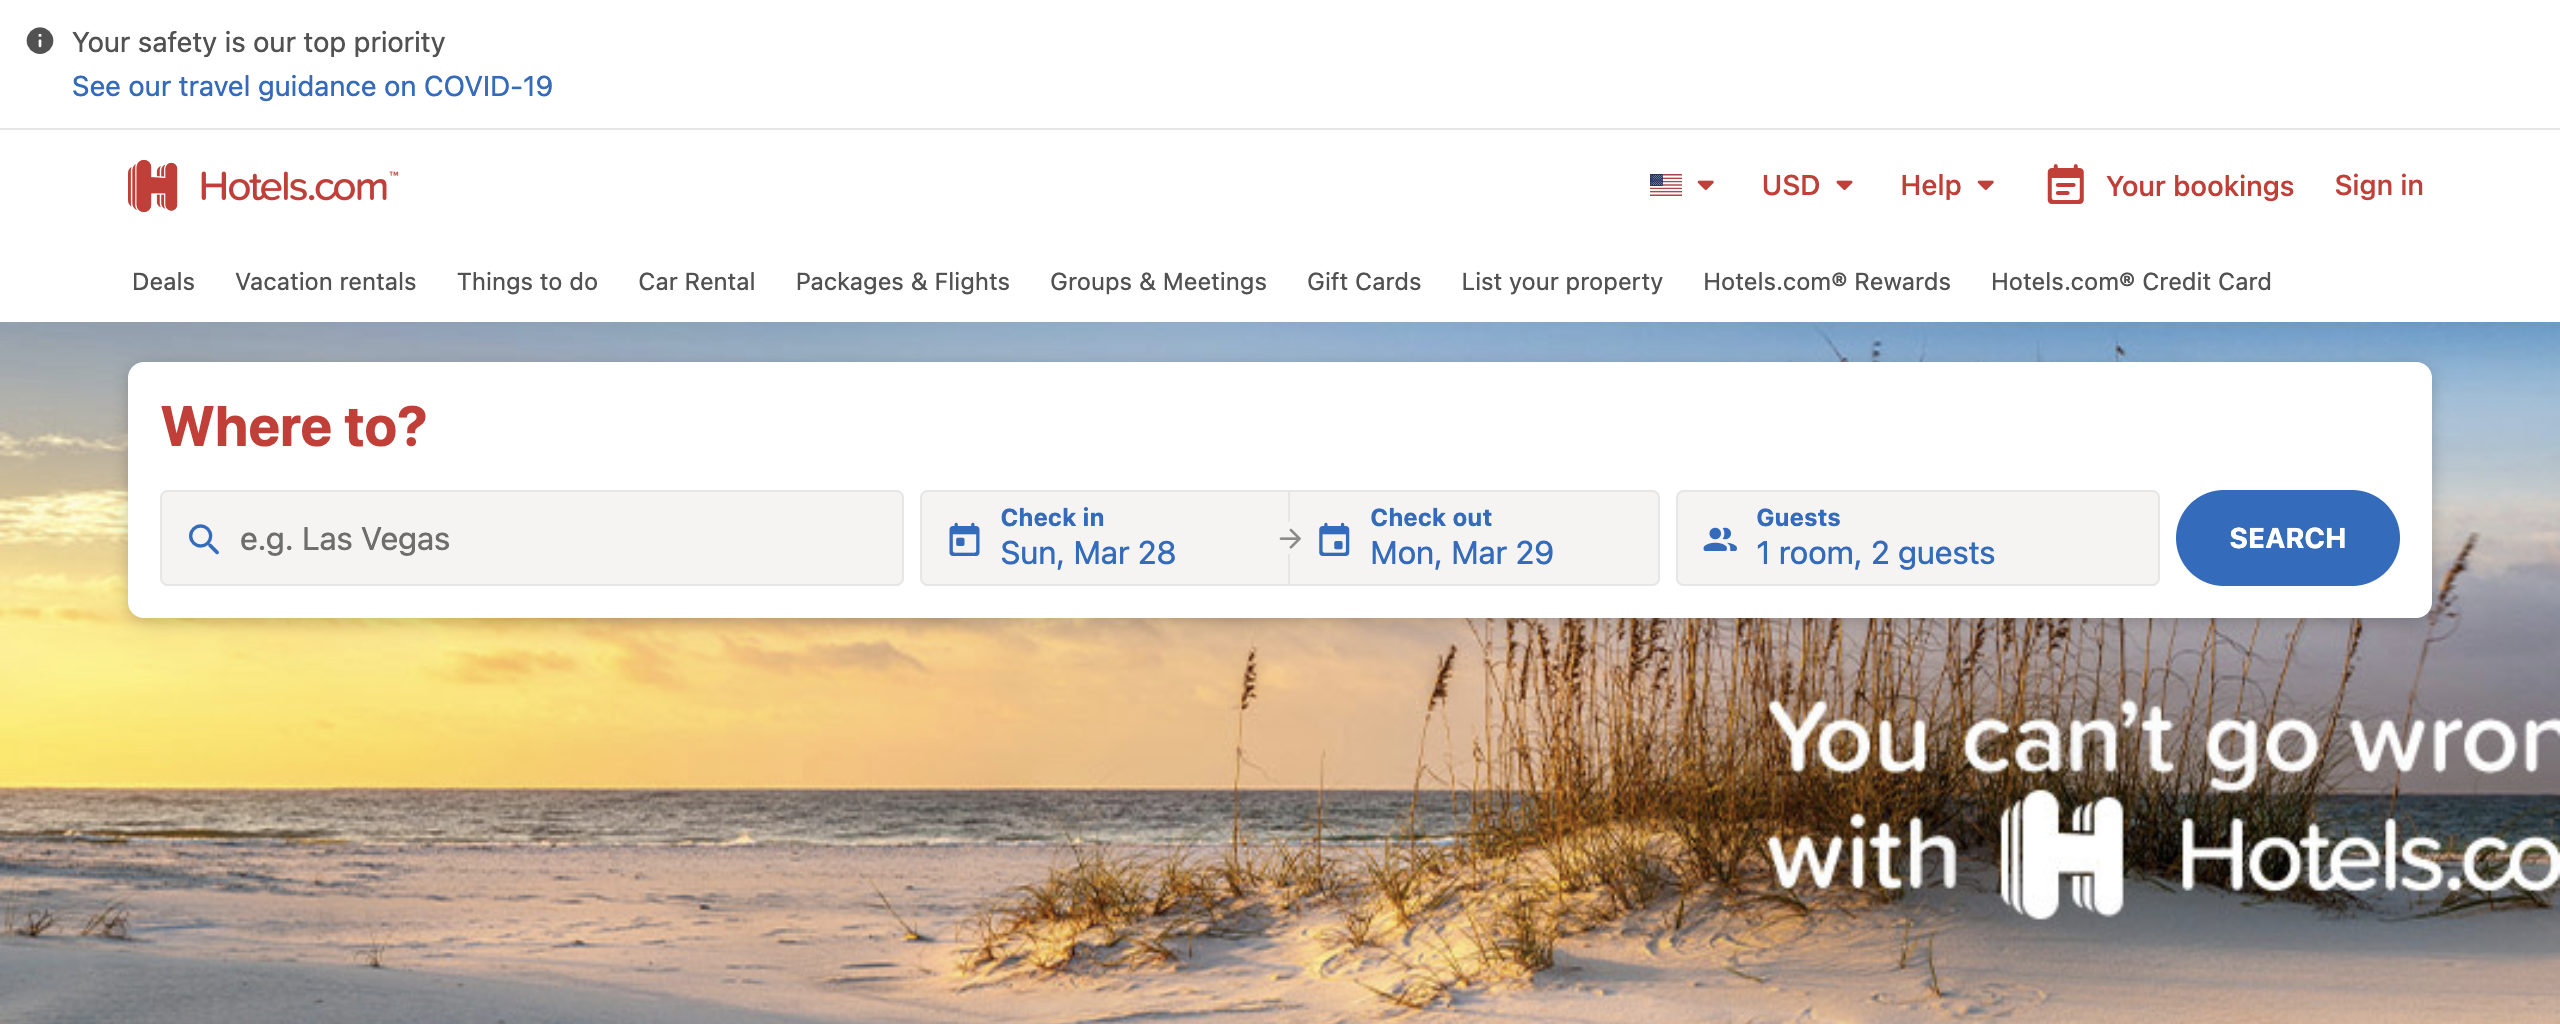 Your safety is our top priority
See our travel guidance on COVID-19
Hotels.com™
USD
Help
Your bookings
Sign in
Deals
Vacation rentals
Things to do
Car Rental
Packages & Flights
Groups & Meetings
Gift Cards
List your property
Hotels.com® Rewards
Hotels.com® Credit Card
Where to?
e.g. Las Vegas
Check in
Sun, Mar 28
Check out
Mon, Mar 29
Guests
1 room, 2 guests
SEARCH
You can't go wron
with Hotels.co